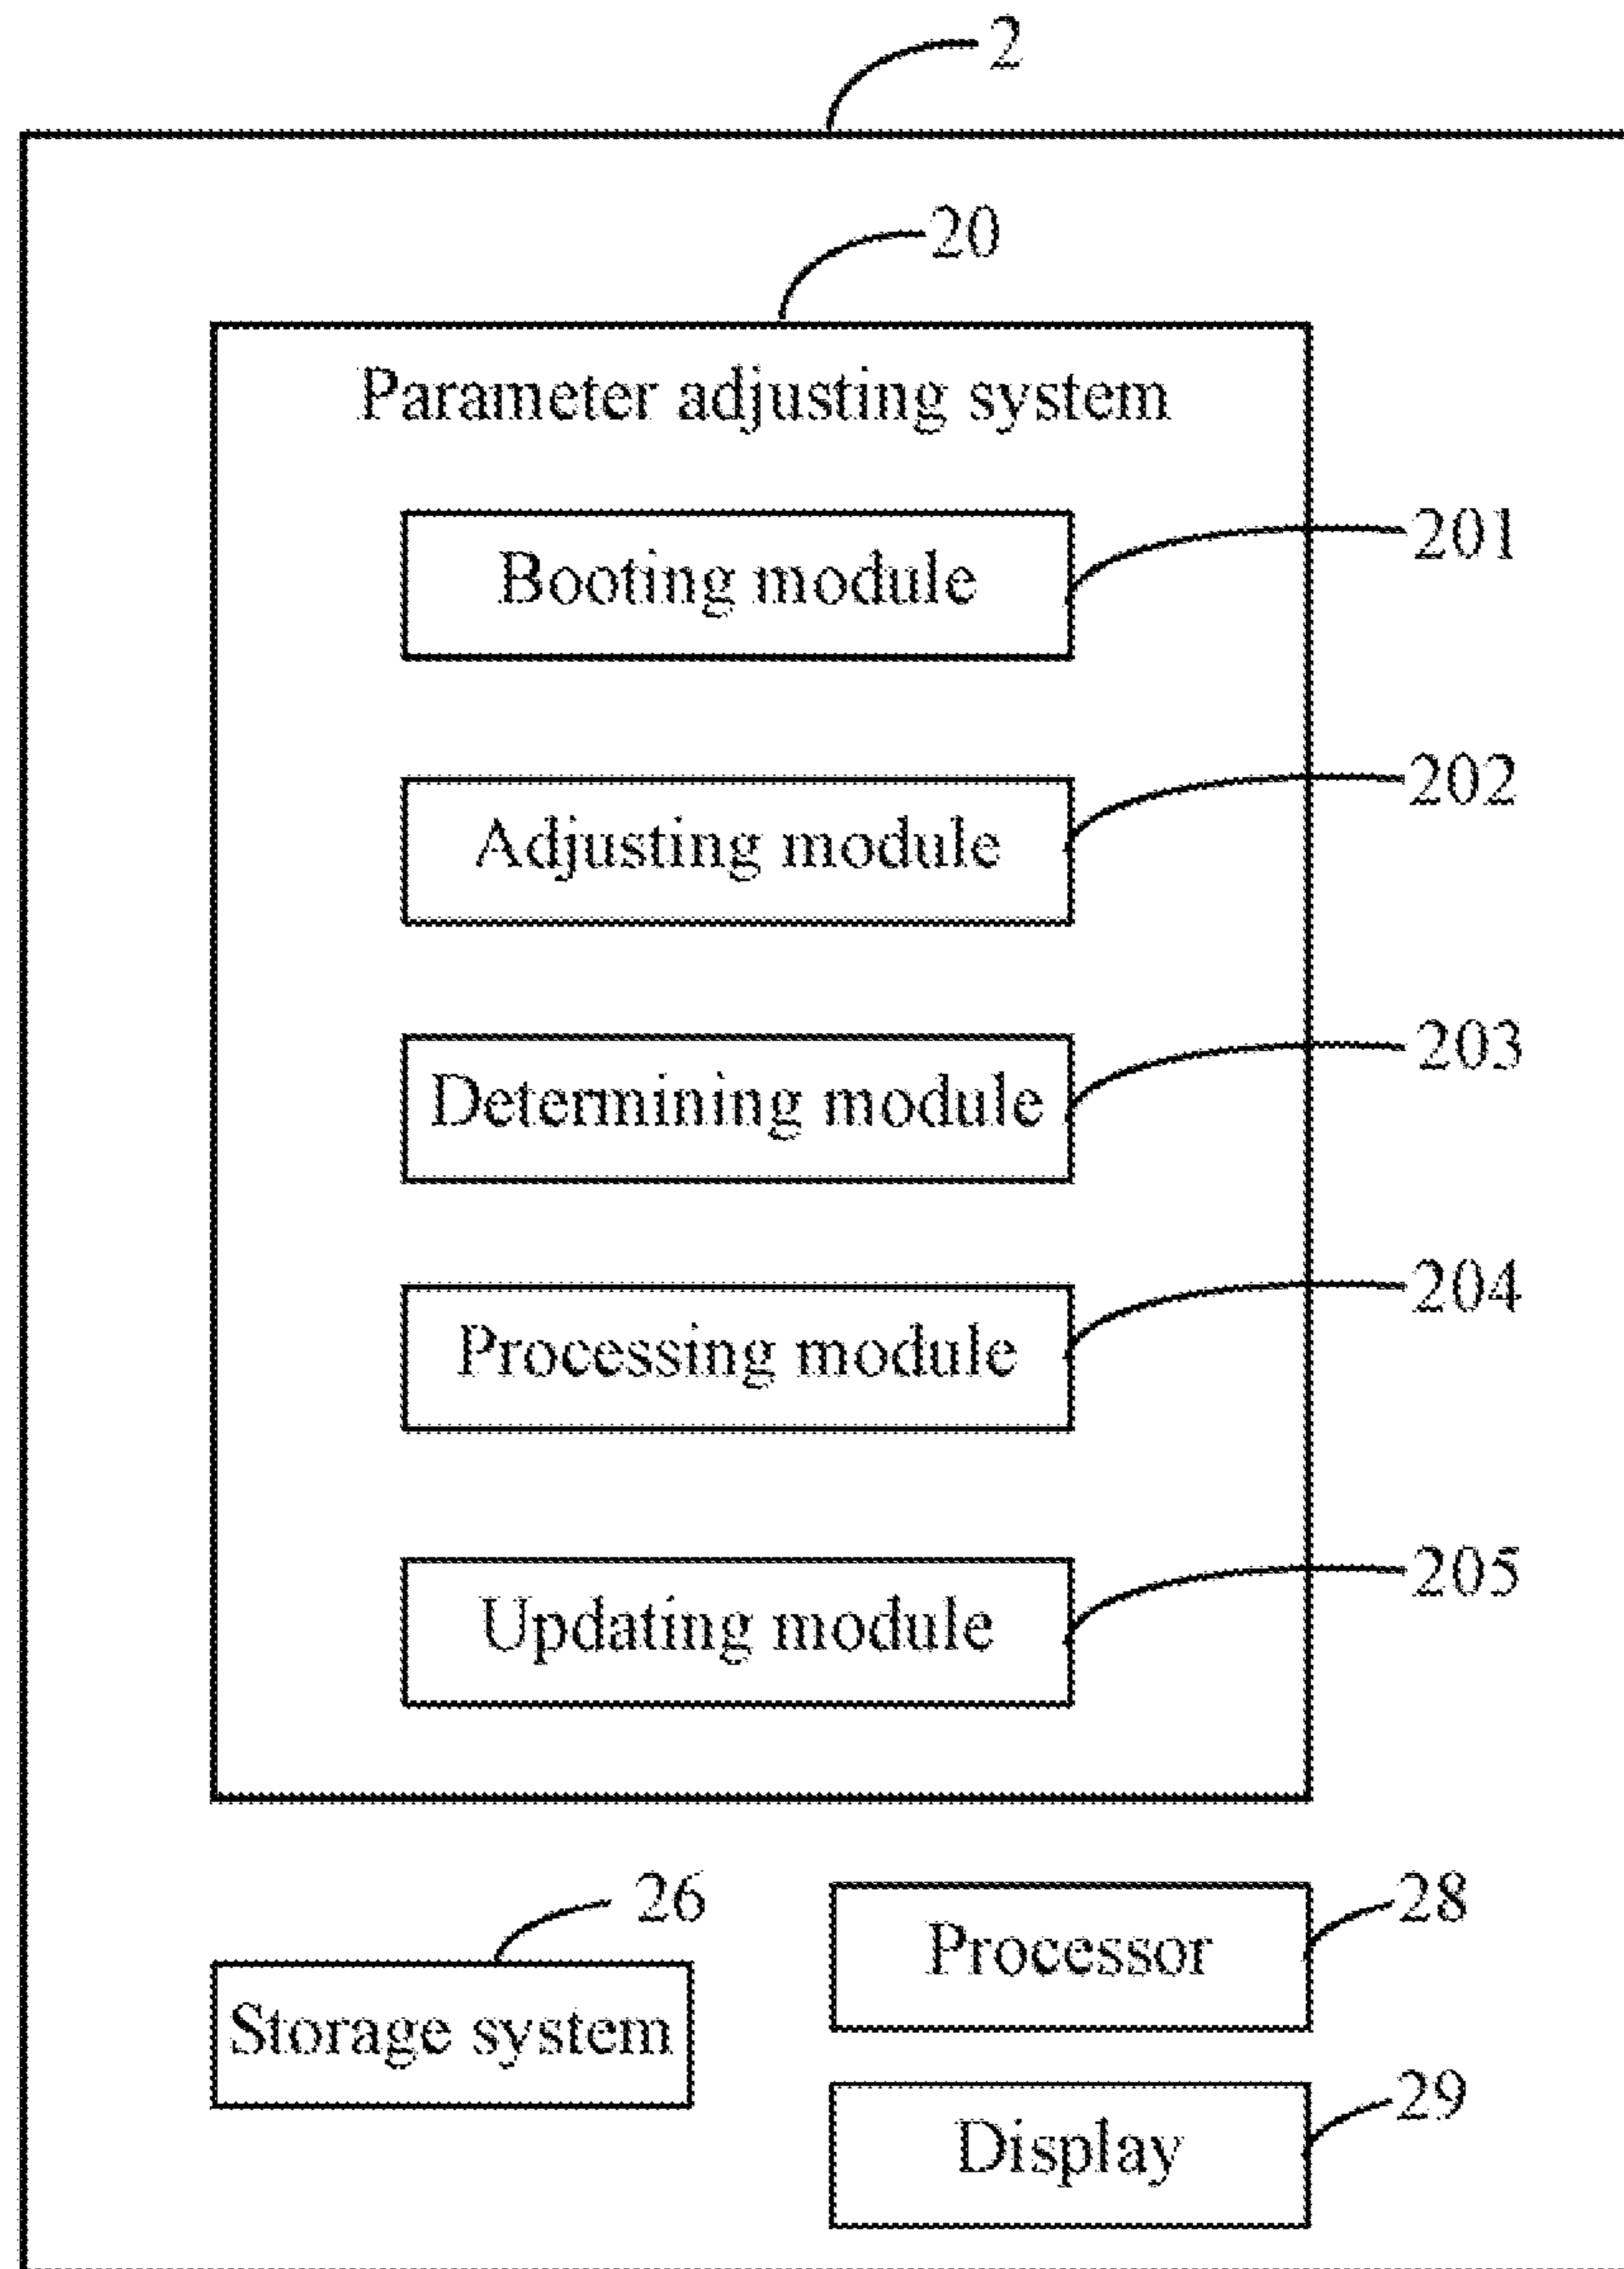 2
20
Parameter adjusting system
Booting module
201
Adjusting module
202
Determining module
203
Processing module
204
Updating module
205
26
Storage system
Processor
28
Display
29